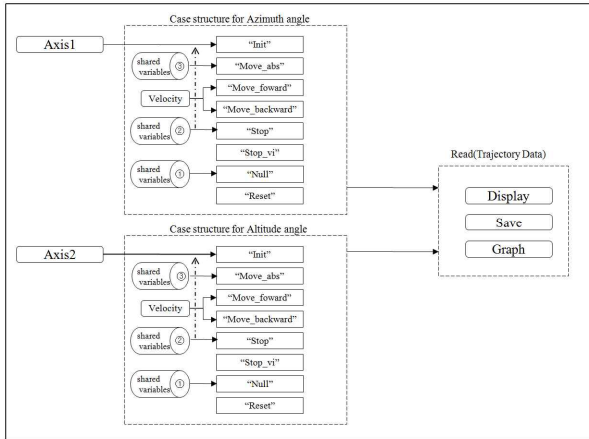 Case structure for Azimuth angle
Axis1
“Init”
shared
variables
③
“Move_abs”
“Move_foward”
Velocity
“Move_backward”
shared
variables
②
“Stop”
“Stop_vi”
shared
variables
①
“Null”
“Reset”
Case structure for Altitude angle
Axis2
“Init”
shared
variables
③
“Move_abs”
“Move_foward”
Velocity
“Move_backward”
shared
variables
②
“Stop”
“Stop_vi”
shared
variables
①
“Null”
“Reset”
Read(Trajectory Data)
Display
Save
Graph